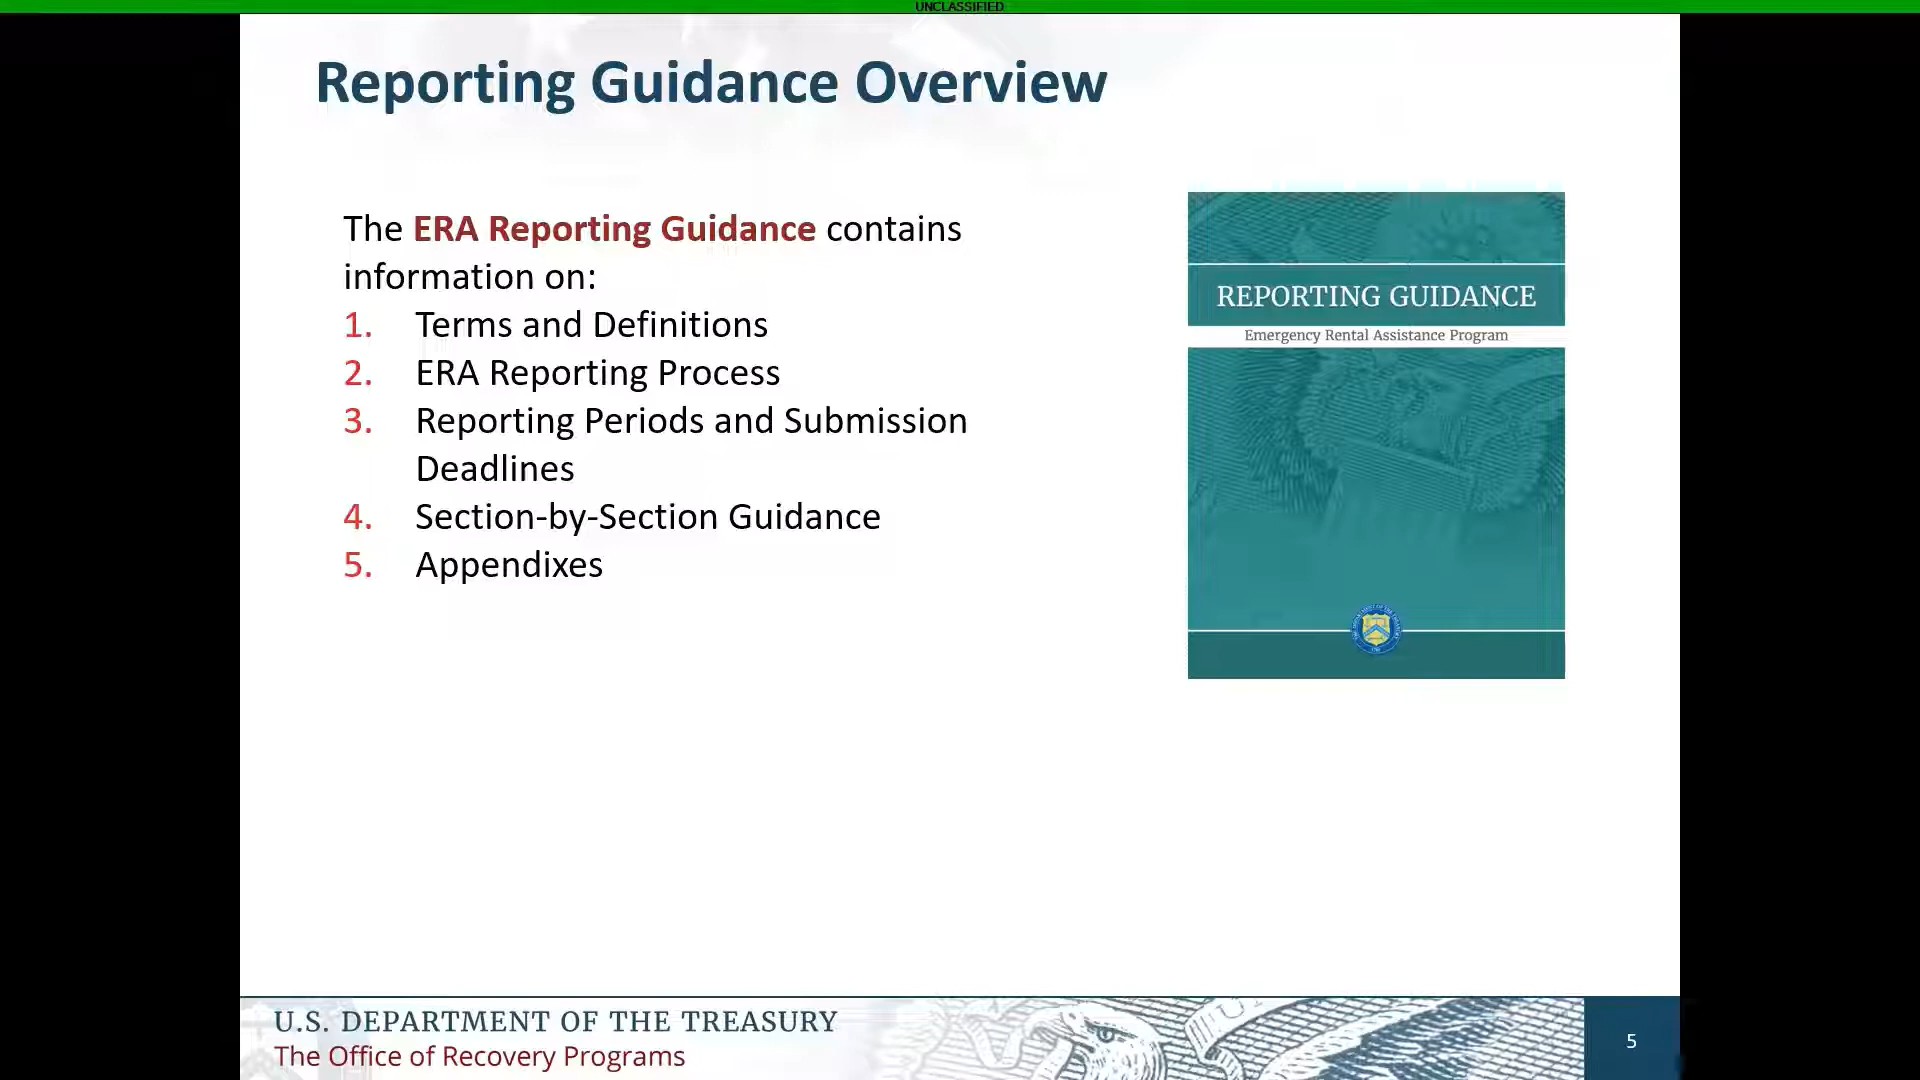 UNCLASSIFIED
Reporting Guidance Overview
The ERA Reporting Guidance contains
information on:
1. Terms and Definitions
2. ERA Reporting Process
3. Reporting Periods and Submission
Deadlines
4. Section-by-Section Guidance
5. Appendixes
REPORTING GUIDANCE
Emergency Rental Assistance Program
U.S. DEPARTMENT OF THE TREASURY
The Office of Recovery Programs
5